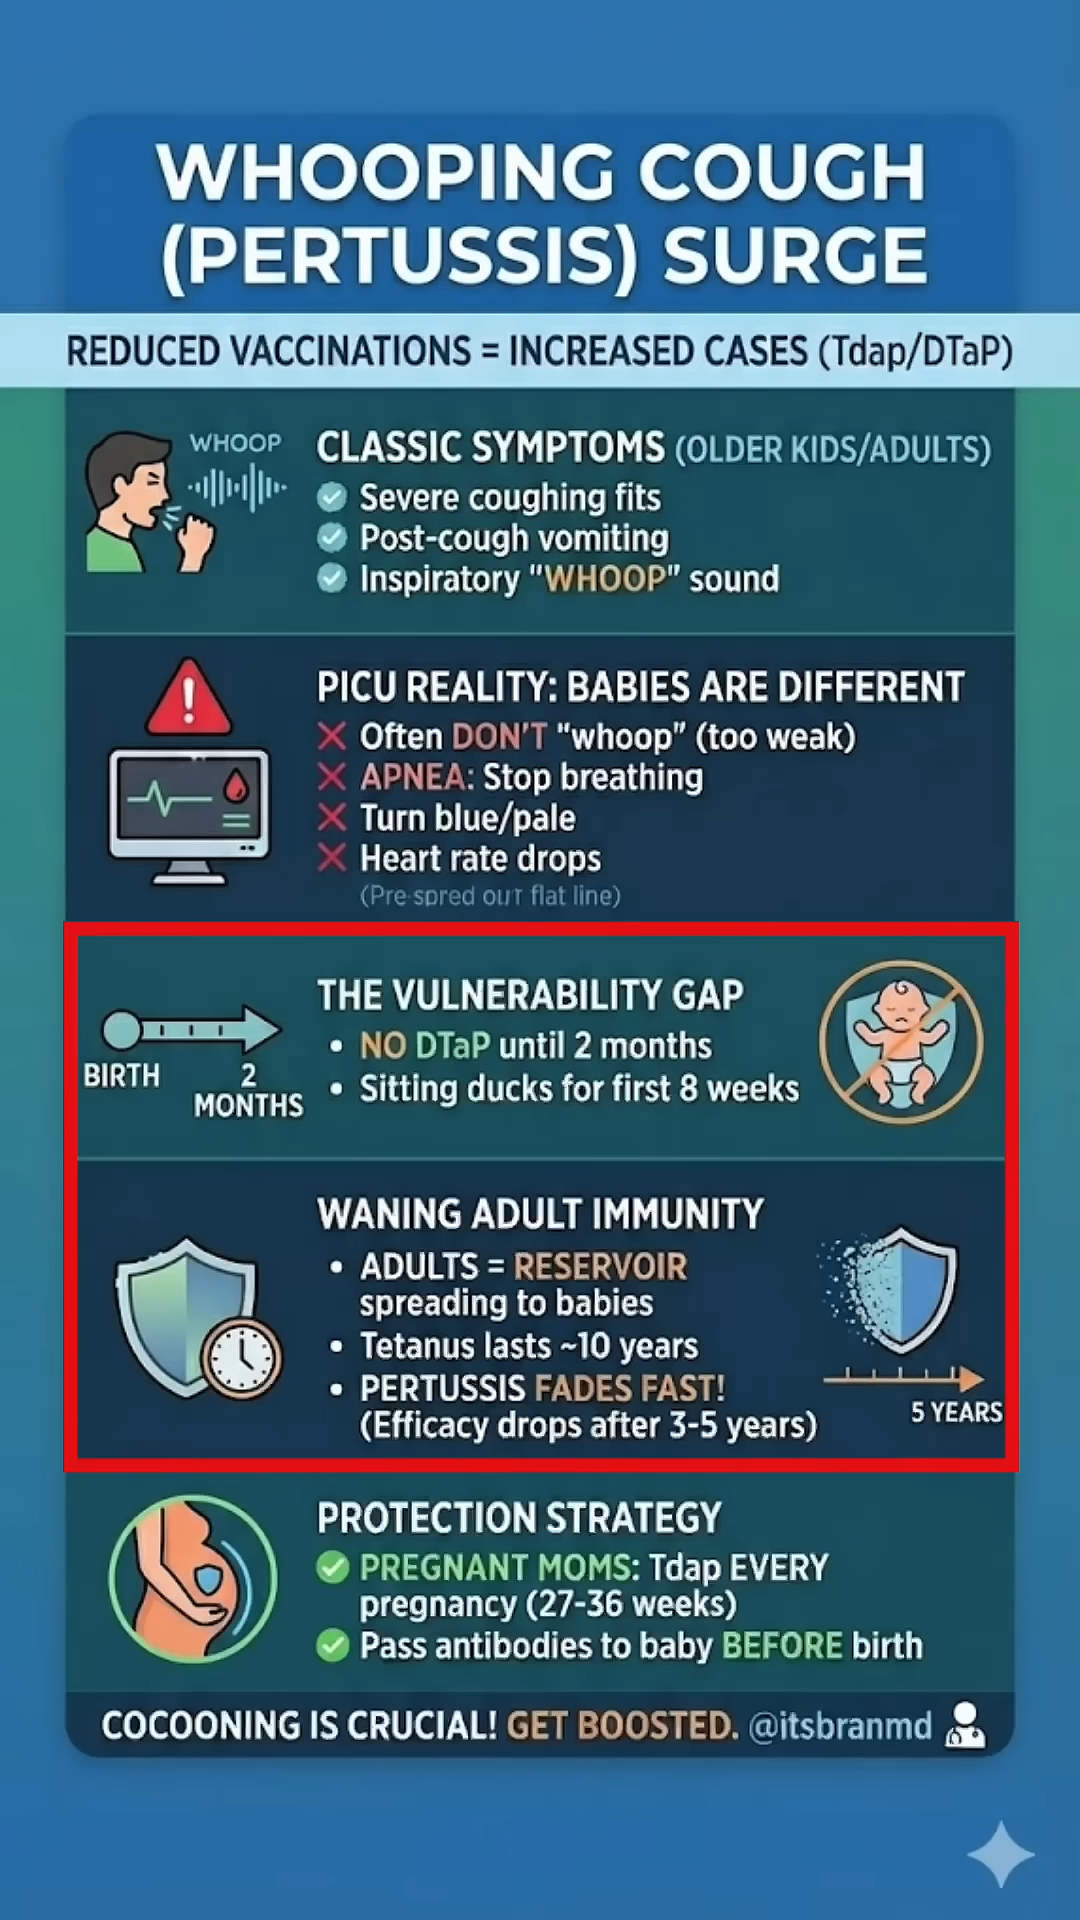 WHOOPING COUGH
(PERTUSSIS) SURGE
REDUCED VACCINATIONS = INCREASED CASES (Tdap/DTaP)
WHOOP
CLASSIC SYMPTOMS (OLDER KIDS/ADULTS)
Severe coughing fits
Post-cough vomiting
Inspiratory "WHOOP" sound
PICU REALITY: BABIES ARE DIFFERENT
Often DON'T "whoop" (too weak)
APNEA: Stop breathing
Turn blue/pale
Heart rate drops
(Pre-spred out flat line)
BIRTH
2
MONTHS
THE VULNERABILITY GAP
• NO DTaP until 2 months
• Sitting ducks for first 8 weeks
WANING ADULT IMMUNITY
• ADULTS = RESERVOIR
spreading to babies
• Tetanus lasts ~10 years
• PERTUSSIS FADES FAST!
(Efficacy drops after 3-5 years)
5 YEARS
PROTECTION STRATEGY
PREGNANT MOMS: Tdap EVERY
pregnancy (27-36 weeks)
Pass antibodies to baby BEFORE birth
COCOONING IS CRUCIAL! GET BOOSTED. @itsbranmd